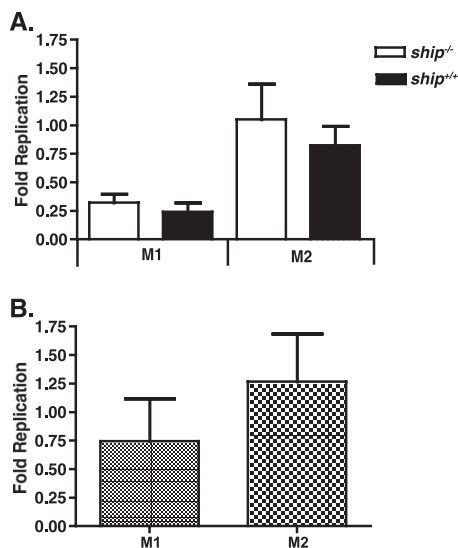 A.
1.75
1.50
1.25
1.00
0.75
0.50
0.25
0.00
Fold Replication
M1
M2
ship-/-
ship+/+
B.
1.75
1.50
1.25
1.00
0.75
0.50
0.25
0.00
Fold Replication
M1
M2